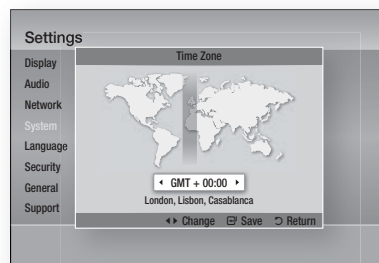 Settings
Time Zone
Display
Audio
Network
System
Language
Security
General
Support
GMT + 00:00
London, Lisbon, Casablanca
Change Save Return